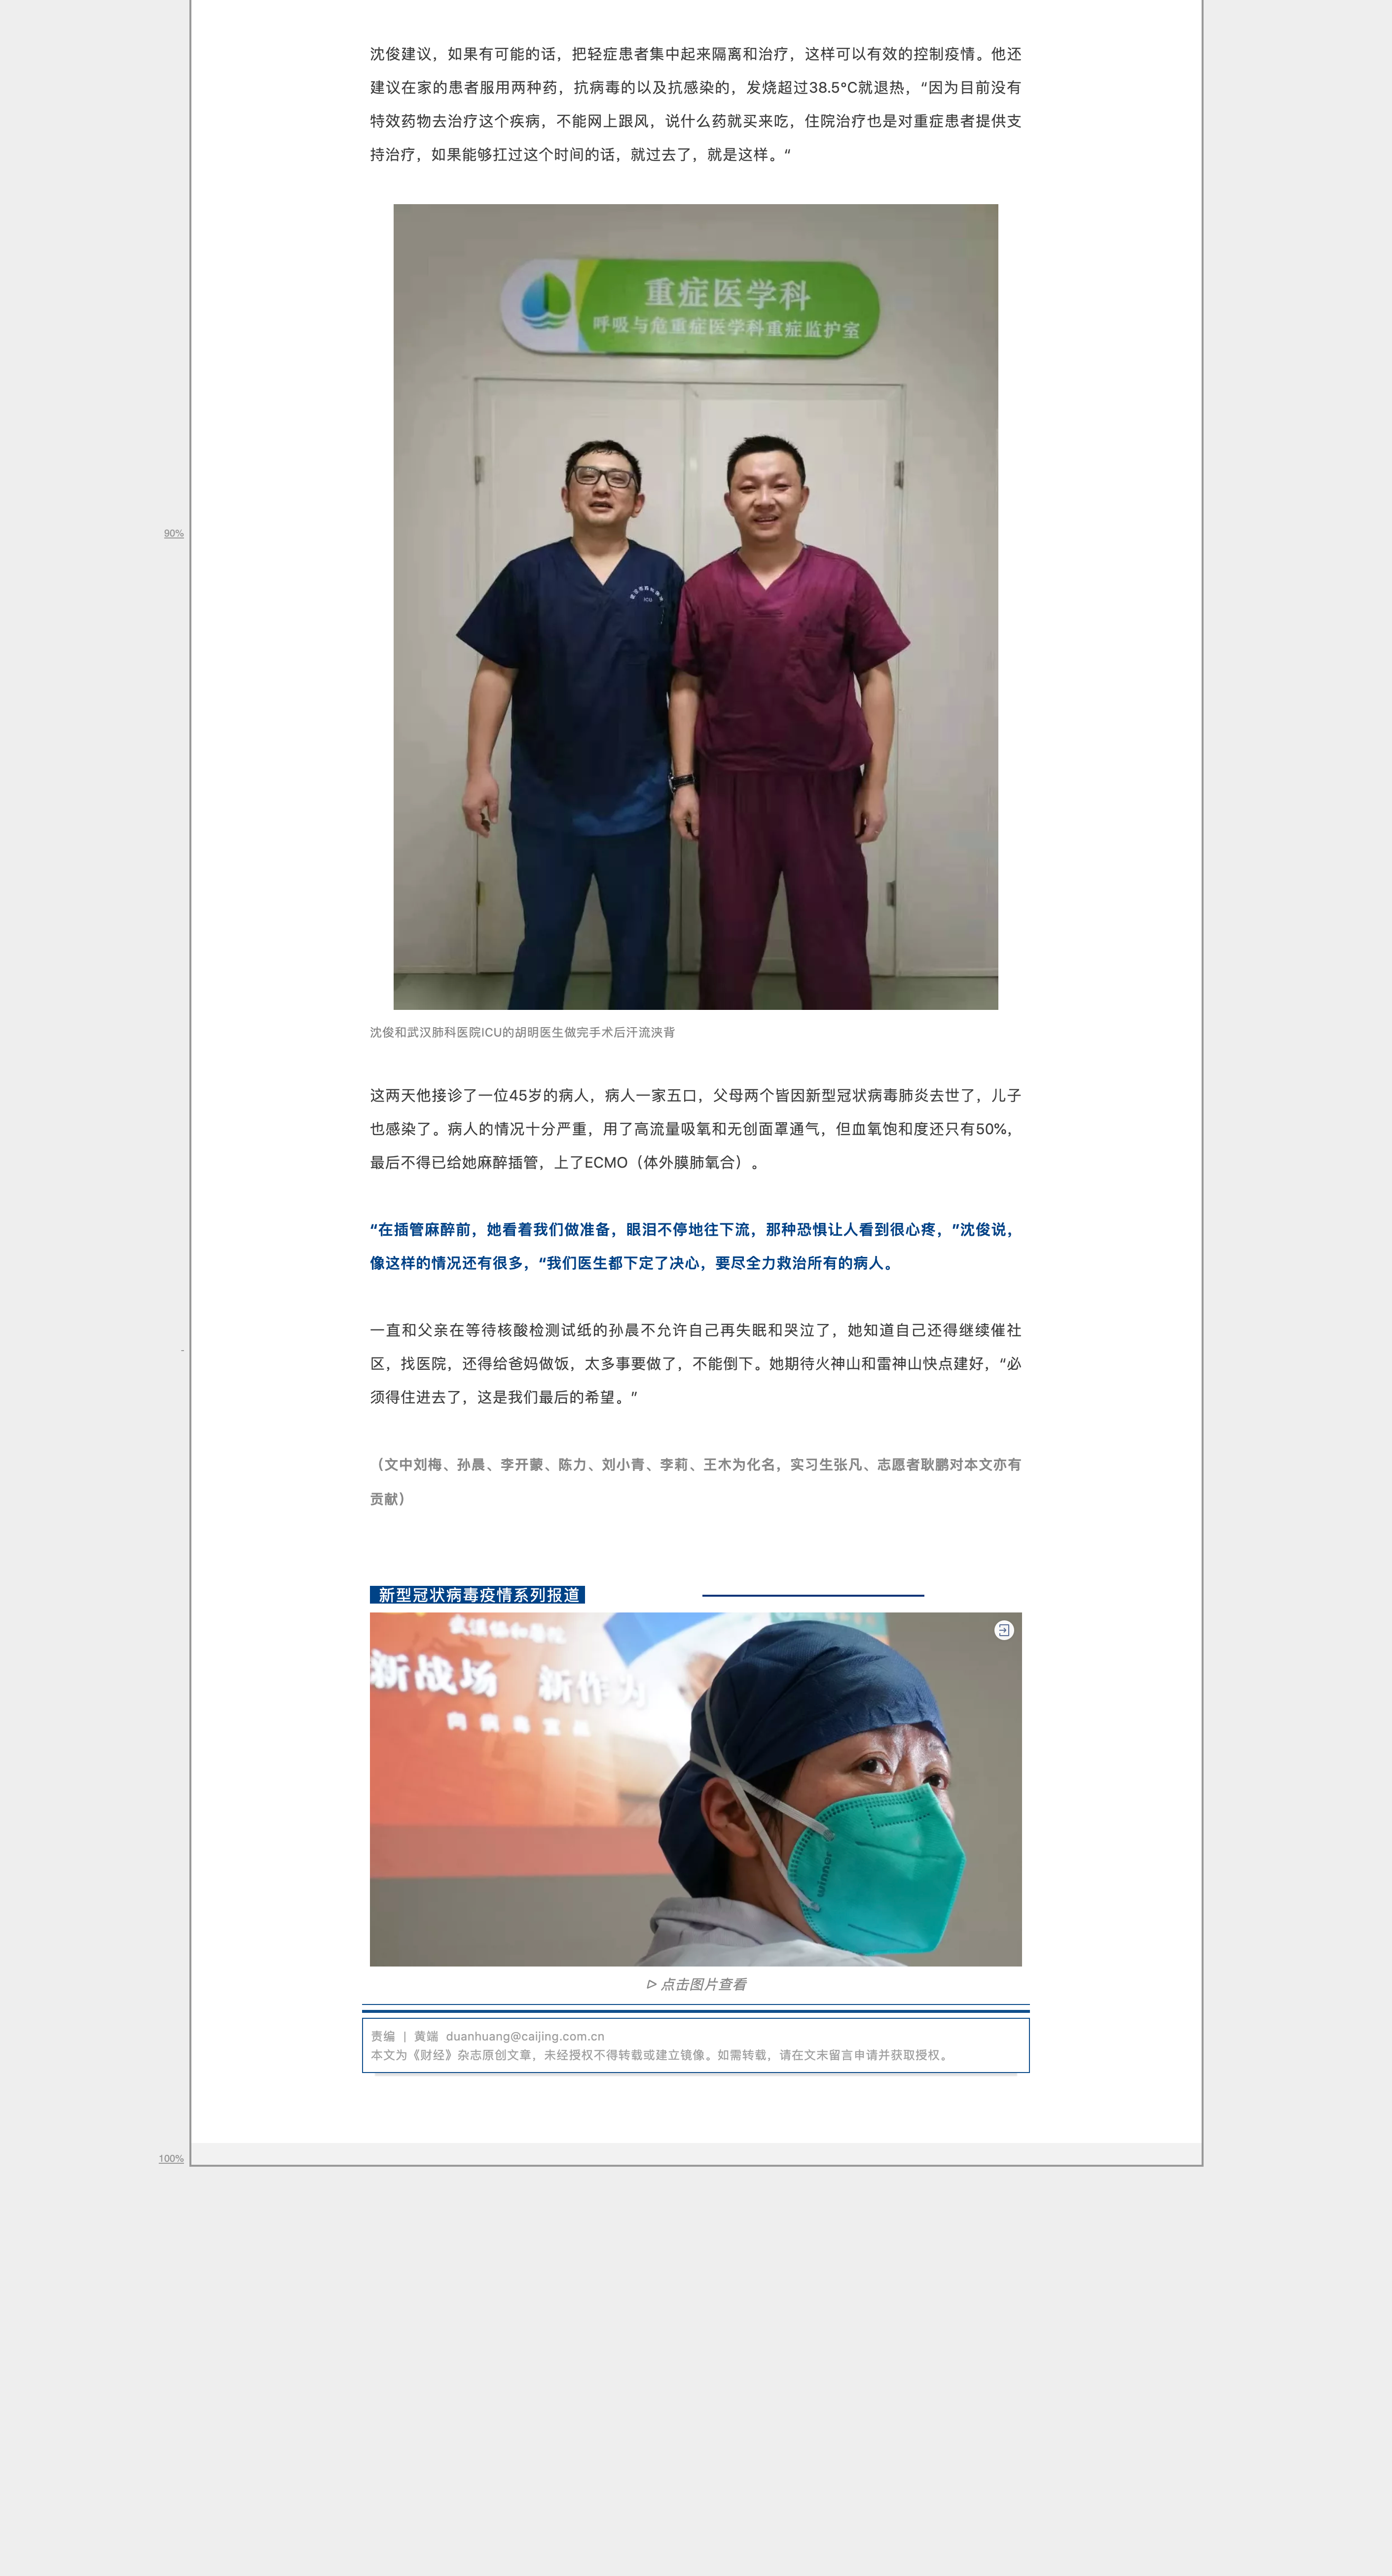 沈俊建议，如果有可能的话，把轻症患者集中起来隔离和治疗，这样可以有效的控制疫情。他还
建议在家的患者服用两种药，抗病毒的以及抗感染的，发烧超过38.5°C就退热，“因为目前没有
特效药物去治疗这个疾病，不能网上跟风，说什么药就买来吃，住院治疗也是对重症患者提供支
持治疗，如果能够扛过这个时间的话，就过去了，就是这样。“
重症医学科
呼吸与危重症医学科重症监护室
90%
ICU
沈俊和武汉肺科医院ICU的胡明医生做完手术后汗流浃背
这两天他接诊了一位45岁的病人，病人一家五口，父母两个皆因新型冠状病毒肺炎去世了，儿子
也感染了。病人的情况十分严重，用了高流量吸氧和无创面罩通气，但血氧饱和度还只有50%，
最后不得已给她麻醉插管，上了ECMO（体外膜肺氧合）。
“在插管麻醉前，她看着我们做准备，眼泪不停地往下流，那种恐惧让人看到很心疼，”沈俊说，
像这样的情况还有很多，“我们医生都下定了决心，要尽全力救治所有的病人。
一直和父亲在等待核酸检测试纸的孙晨不允许自己再失眠和哭泣了，她知道自己还得继续催社
区，找医院，还得给爸妈做饭，太多事要做了，不能倒下。她期待火神山和雷神山快点建好，“必
须得住进去了，这是我们最后的希望。”
（文中刘梅、孙晨、李开蒙、陈力、刘小青、李莉、王木为化名，实习生张凡、志愿者耿鹏对本文亦有
贡献）
新型冠状病毒疫情系列报道
武汉协和医院
新战场 新作为
向病毒宣战
winner
▷ 点击图片查看
责编 | 黄端 duanhuang@caijing.com.cn
本文为《财经》杂志原创文章，未经授权不得转载或建立镜像。如需转载，请在文末留言申请并获取授权。
100%